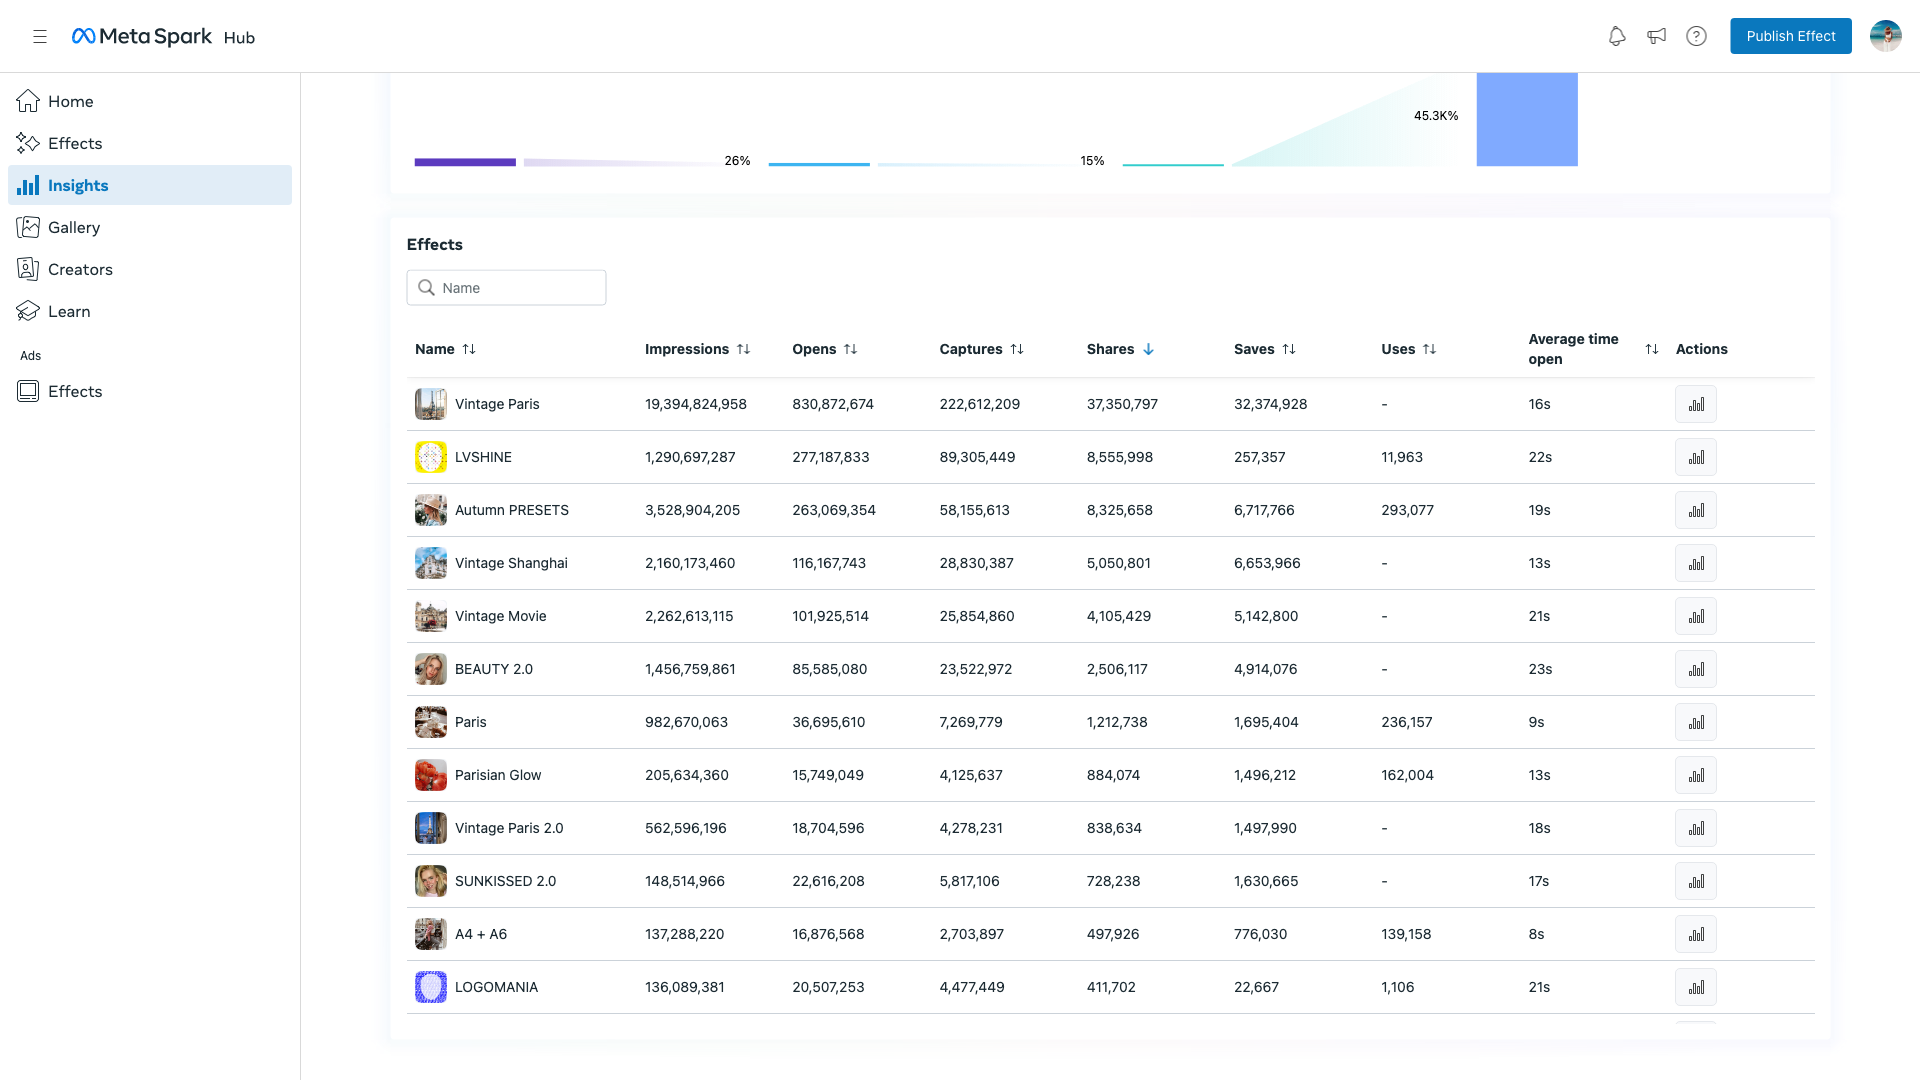 Meta Spark Hub
Publish Effect
Home
Effects
Insights
Gallery
Creators
Learn
Ads
Effects
26%
15%
45.3K%
Effects
Name
Name Impressions Opens Captures Shares Saves Uses Average time open Actions
Vintage Paris 19,394,824,958 830,872,674 222,612,209 37,350,797 32,374,928 - 16s
LVSHINE 1,290,697,287 277,187,833 89,305,449 8,555,998 257,357 11,963 22s
Autumn PRESETS 3,528,904,205 263,069,354 58,155,613 8,325,658 6,717,766 293,077 19s
Vintage Shanghai 2,160,173,460 116,167,743 28,830,387 5,050,801 6,653,966 - 13s
Vintage Movie 2,262,613,115 101,925,514 25,854,860 4,105,429 5,142,800 - 21s
BEAUTY 2.0 1,456,759,861 85,585,080 23,522,972 2,506,117 4,914,076 - 23s
Paris 982,670,063 36,695,610 7,269,779 1,212,738 1,695,404 236,157 9s
Parisian Glow 205,634,360 15,749,049 4,125,637 884,074 1,496,212 162,004 13s
Vintage Paris 2.0 562,596,196 18,704,596 4,278,231 838,634 1,497,990 - 18s
SUNKISSED 2.0 148,514,966 22,616,208 5,817,106 728,238 1,630,665 - 17s
A4 + A6 137,288,220 16,876,568 2,703,897 497,926 776,030 139,158 8s
LOGOMANIA 136,089,381 20,507,253 4,477,449 411,702 22,667 1,106 21s